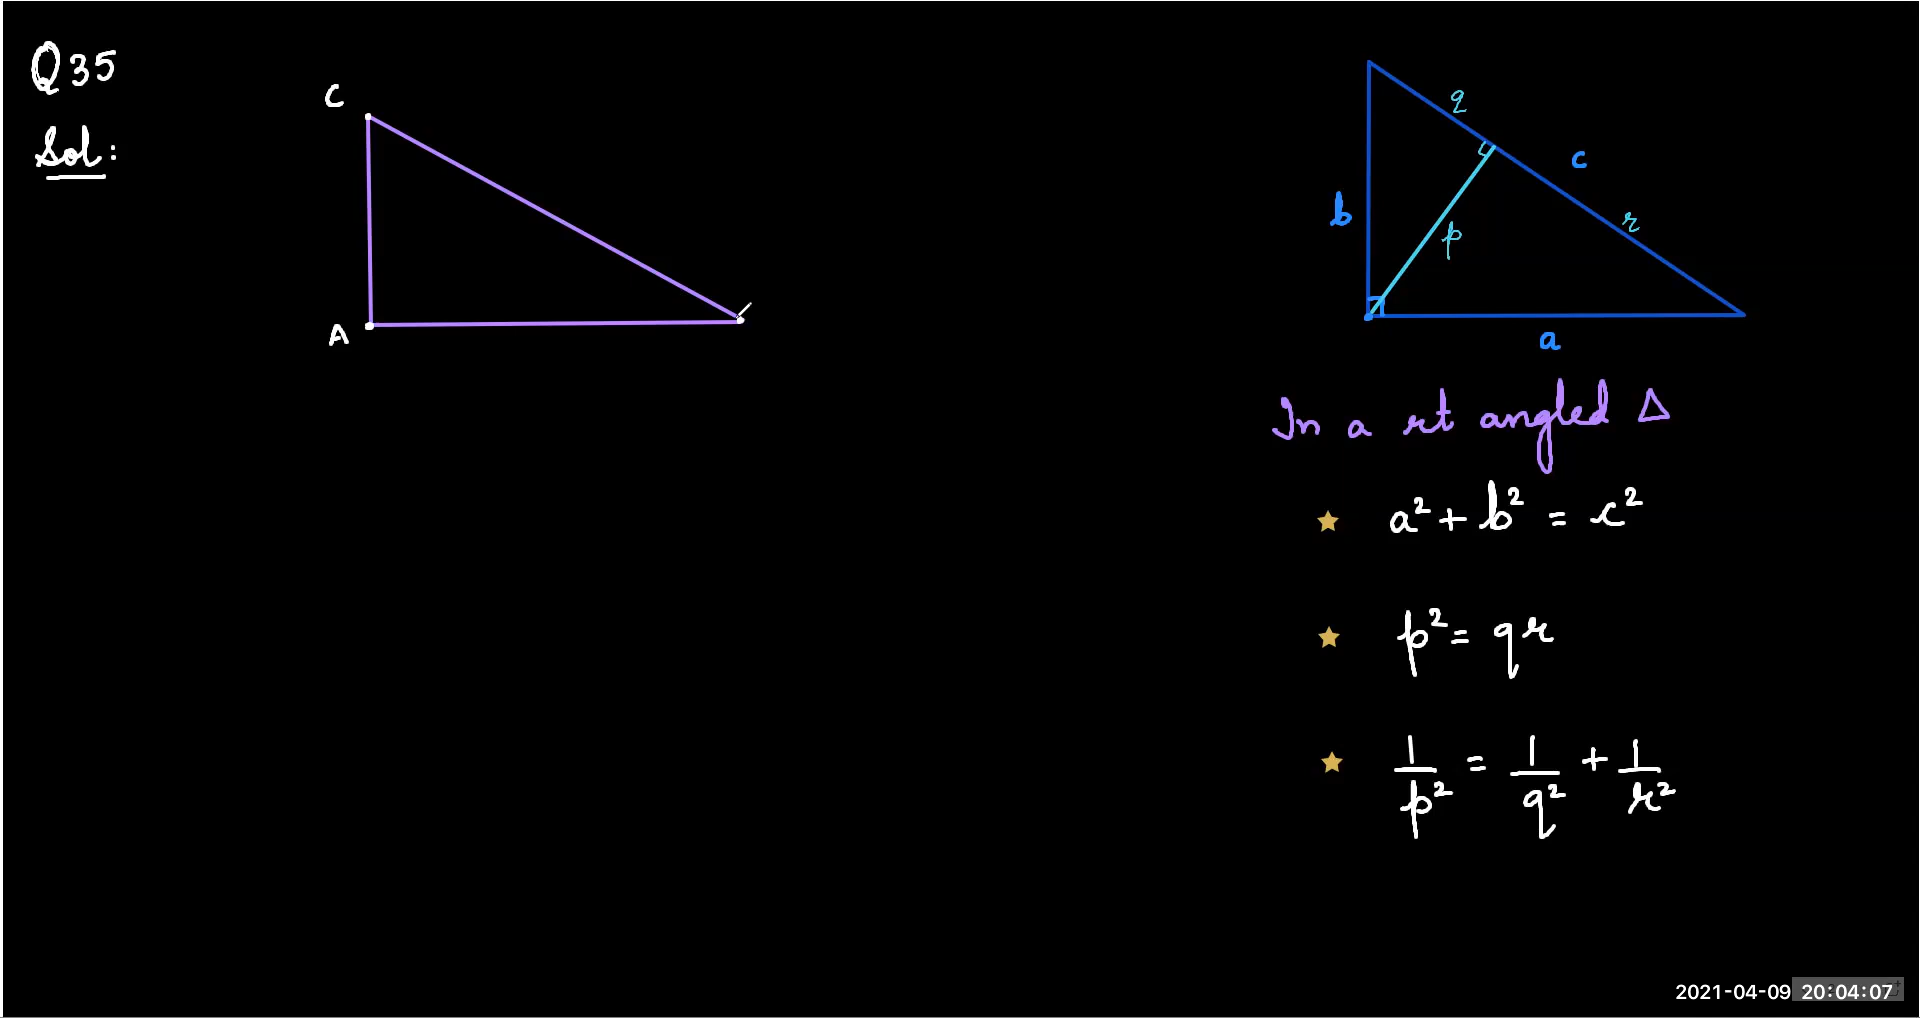 Q35
Sol:
C
A
q
c
b
r
p
a
In a rt angled Δ
★ a² + b² = c²
★ p² = qr
★ 1/p² = 1/q² + 1/r²
2021-04-09 20:04:07